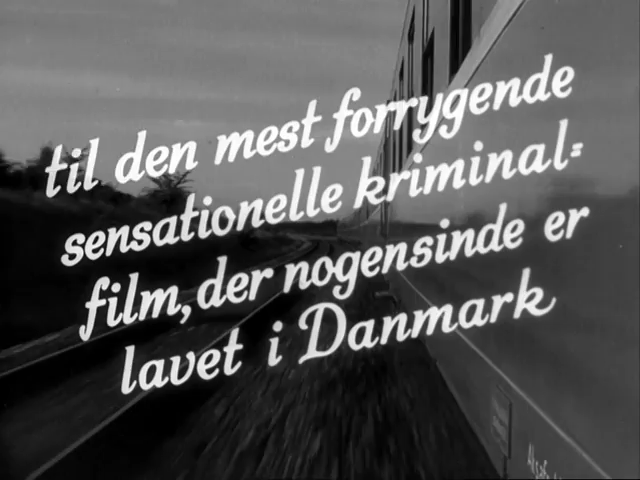 til den mest forrygende
sensationelle kriminal=
film, der nogensinde er
lavet i Danmark